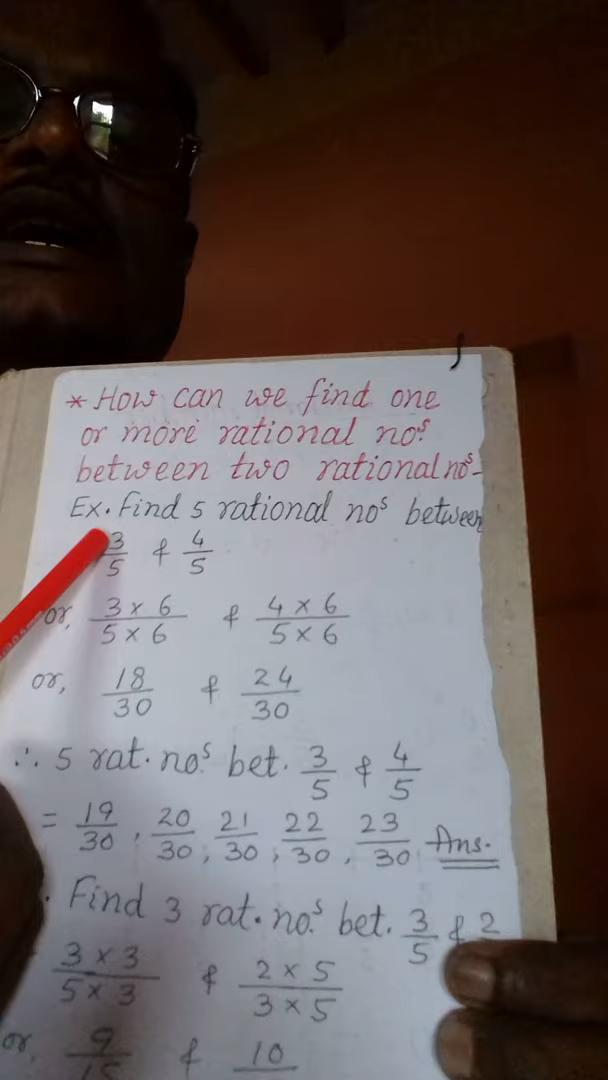 * How can we find one
or more rational noˢ.
between two rational noˢ-
Ex. Find 5 rational noˢ between
3/5 & 4/5
or, 3 × 6 / 5 × 6 & 4 × 6 / 5 × 6
or, 18/30 & 24/30
∴ 5 rat. noˢ. bet. 3/5 & 4/5
= 19/30, 20/30, 21/30, 22/30, 23/30 Ans.
Find 3 rat. noˢ. bet. 3/5 & 2
3 × 3 / 5 × 3 & 2 × 5 / 3 × 5
or, 9/15 & 10